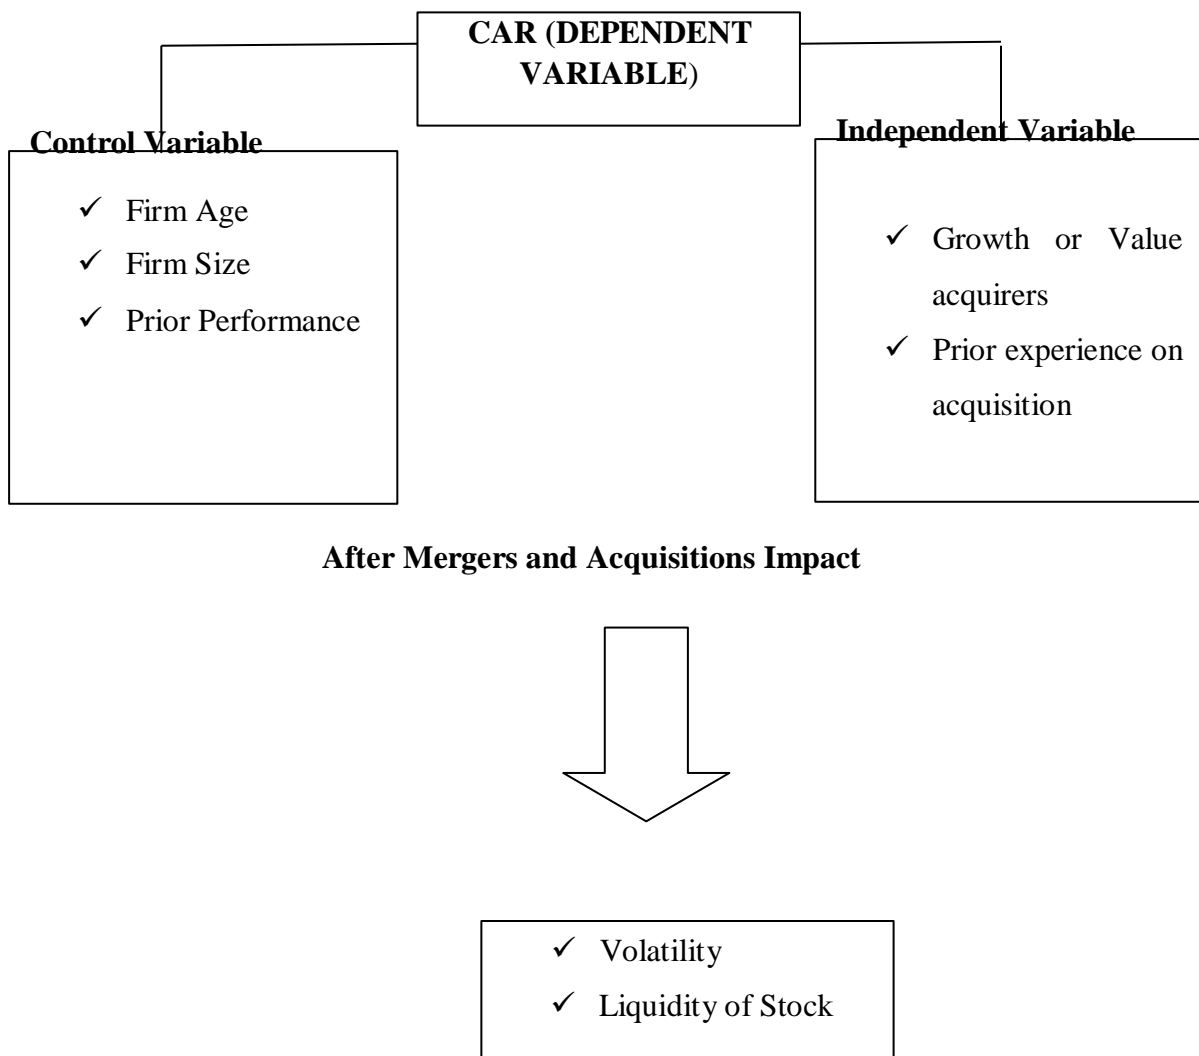 CAR (DEPENDENT
VARIABLE)
Control Variable
✓ Firm Age
✓ Firm Size
✓ Prior Performance
Independent Variable
✓ Growth or Value
acquirers
✓ Prior experience on
acquisition
After Mergers and Acquisitions Impact
✓ Volatility
✓ Liquidity of Stock